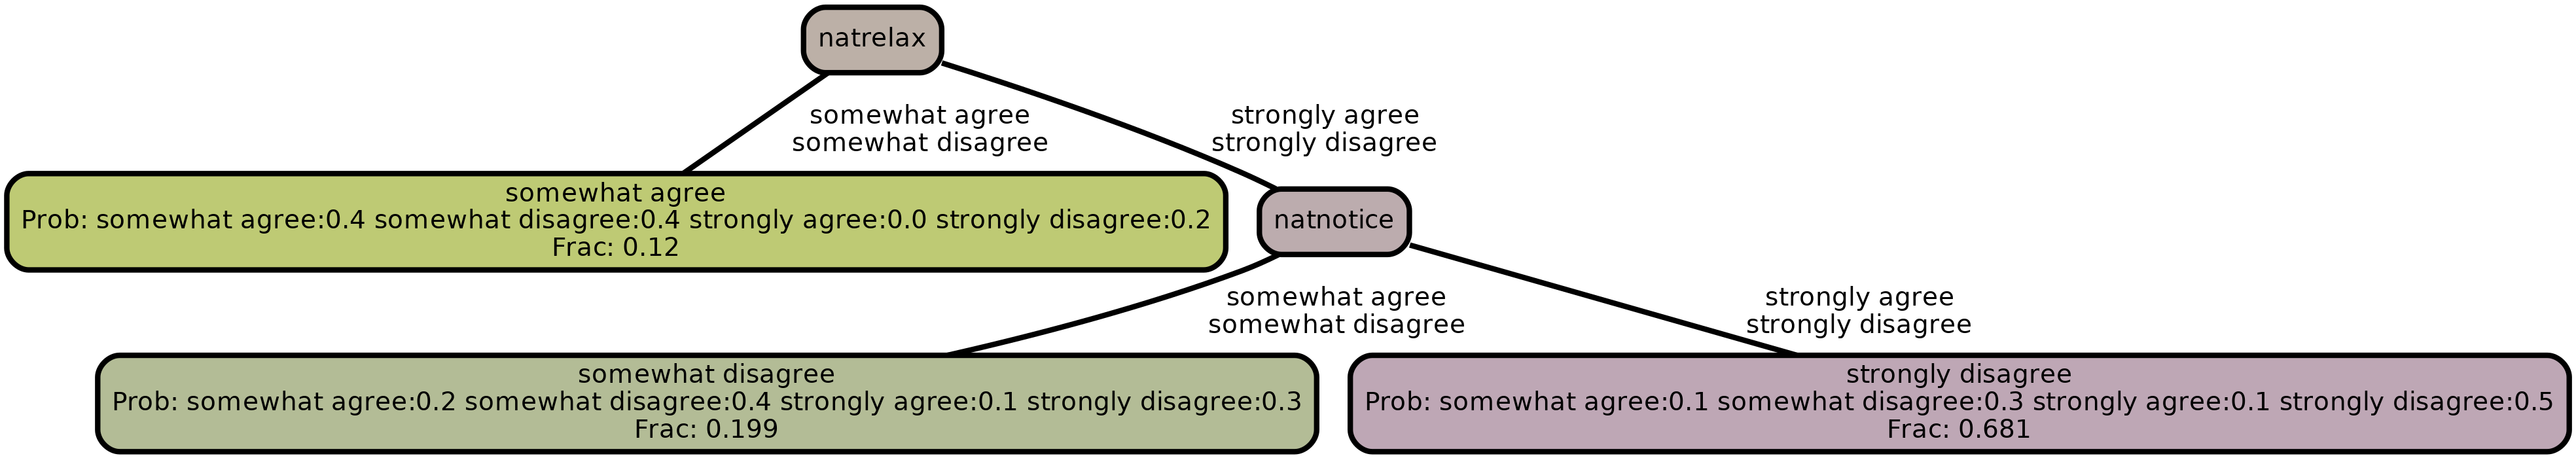 natrelax
somewhat agree
somewhat disagree
strongly agree
strongly disagree
somewhat agree
Prob: somewhat agree:0.4 somewhat disagree:0.4 strongly agree:0.0 strongly disagree:0.2
Frac: 0.12
natnotice
somewhat agree
somewhat disagree
strongly agree
strongly disagree
somewhat disagree
Prob: somewhat agree:0.2 somewhat disagree:0.4 strongly agree:0.1 strongly disagree:0.3
Frac: 0.199
strongly disagree
Prob: somewhat agree:0.1 somewhat disagree:0.3 strongly agree:0.1 strongly disagree:0.5
Frac: 0.681